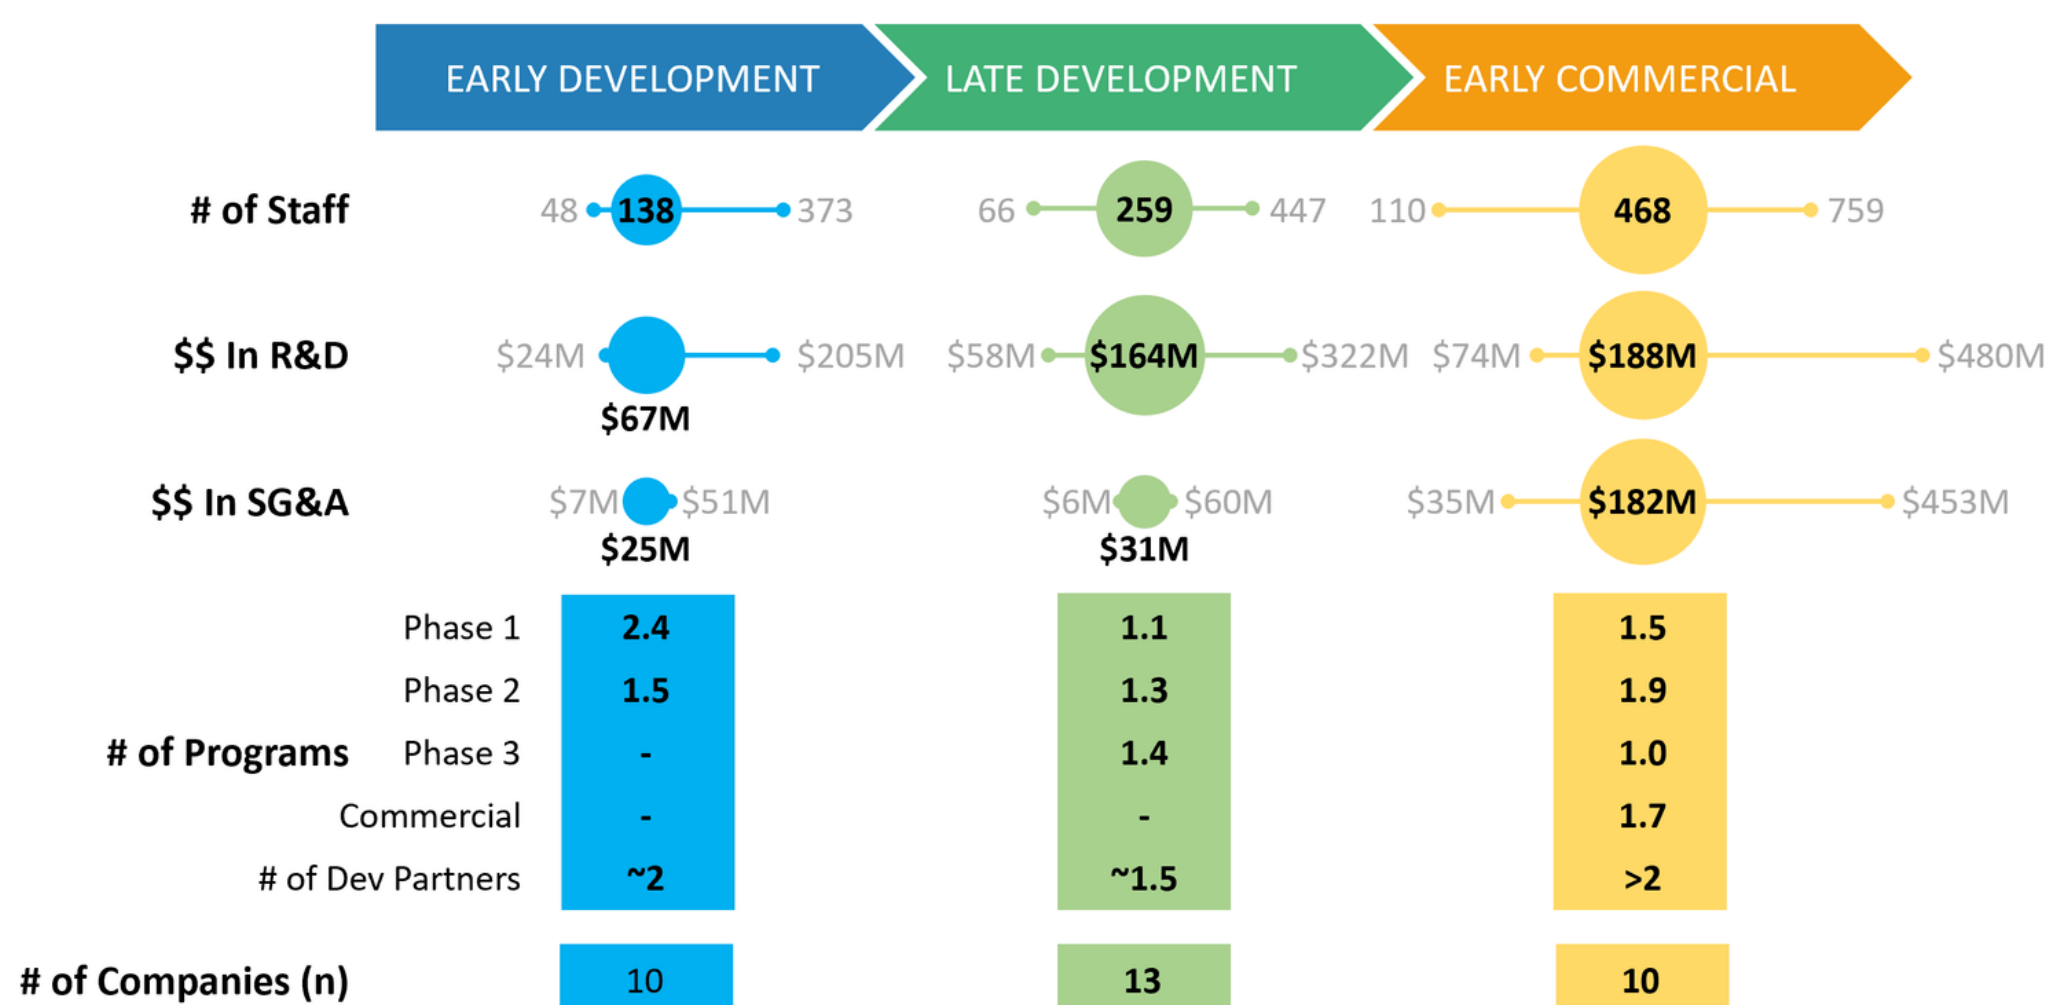 EARLY DEVELOPMENT LATE DEVELOPMENT EARLY COMMERCIAL
# of Staff 48 138 373 66 259 447 110 468 759
$$ In R&D $24M $205M $58M $164M $322M $74M $188M $480M
$67M
$$ In SG&A $7M $51M $6M $60M $35M $182M $453M
$25M $31M
Phase 1 2.4 1.1 1.5
Phase 2 1.5 1.3 1.9
# of Programs Phase 3 - 1.4 1.0
Commercial - - 1.7
# of Dev Partners ~2 ~1.5 >2
# of Companies (n) 10 13 10